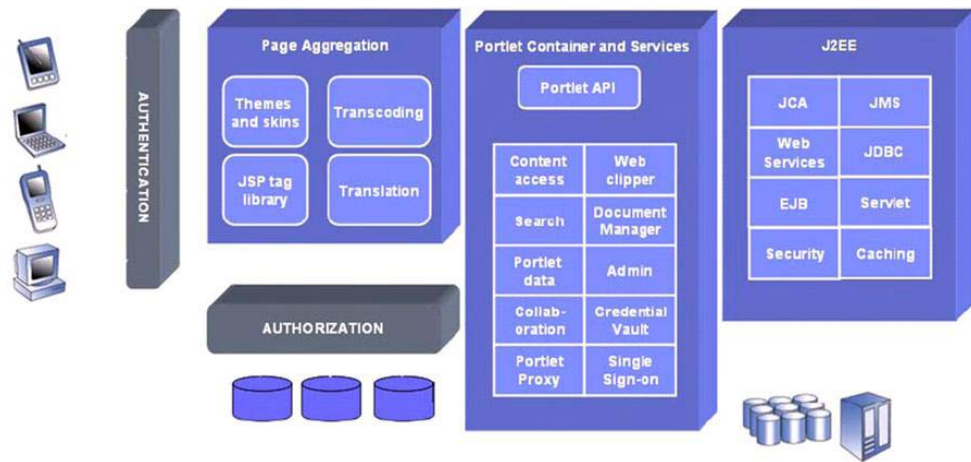 AUTHENTICATION
Page Aggregation
Themes
and skins
Transcoding
JSP tag
library
Translation
AUTHORIZATION
Portlet Container and Services
Portlet API
Content
access
Web
clipper
Search
Document
Manager
Portlet
data
Admin
Collab-
oration
Credential
Vault
Portlet
Proxy
Single
Sign-on
J2EE
JCA
JMS
Web
Services
JDBC
EJB
Servlet
Security
Caching